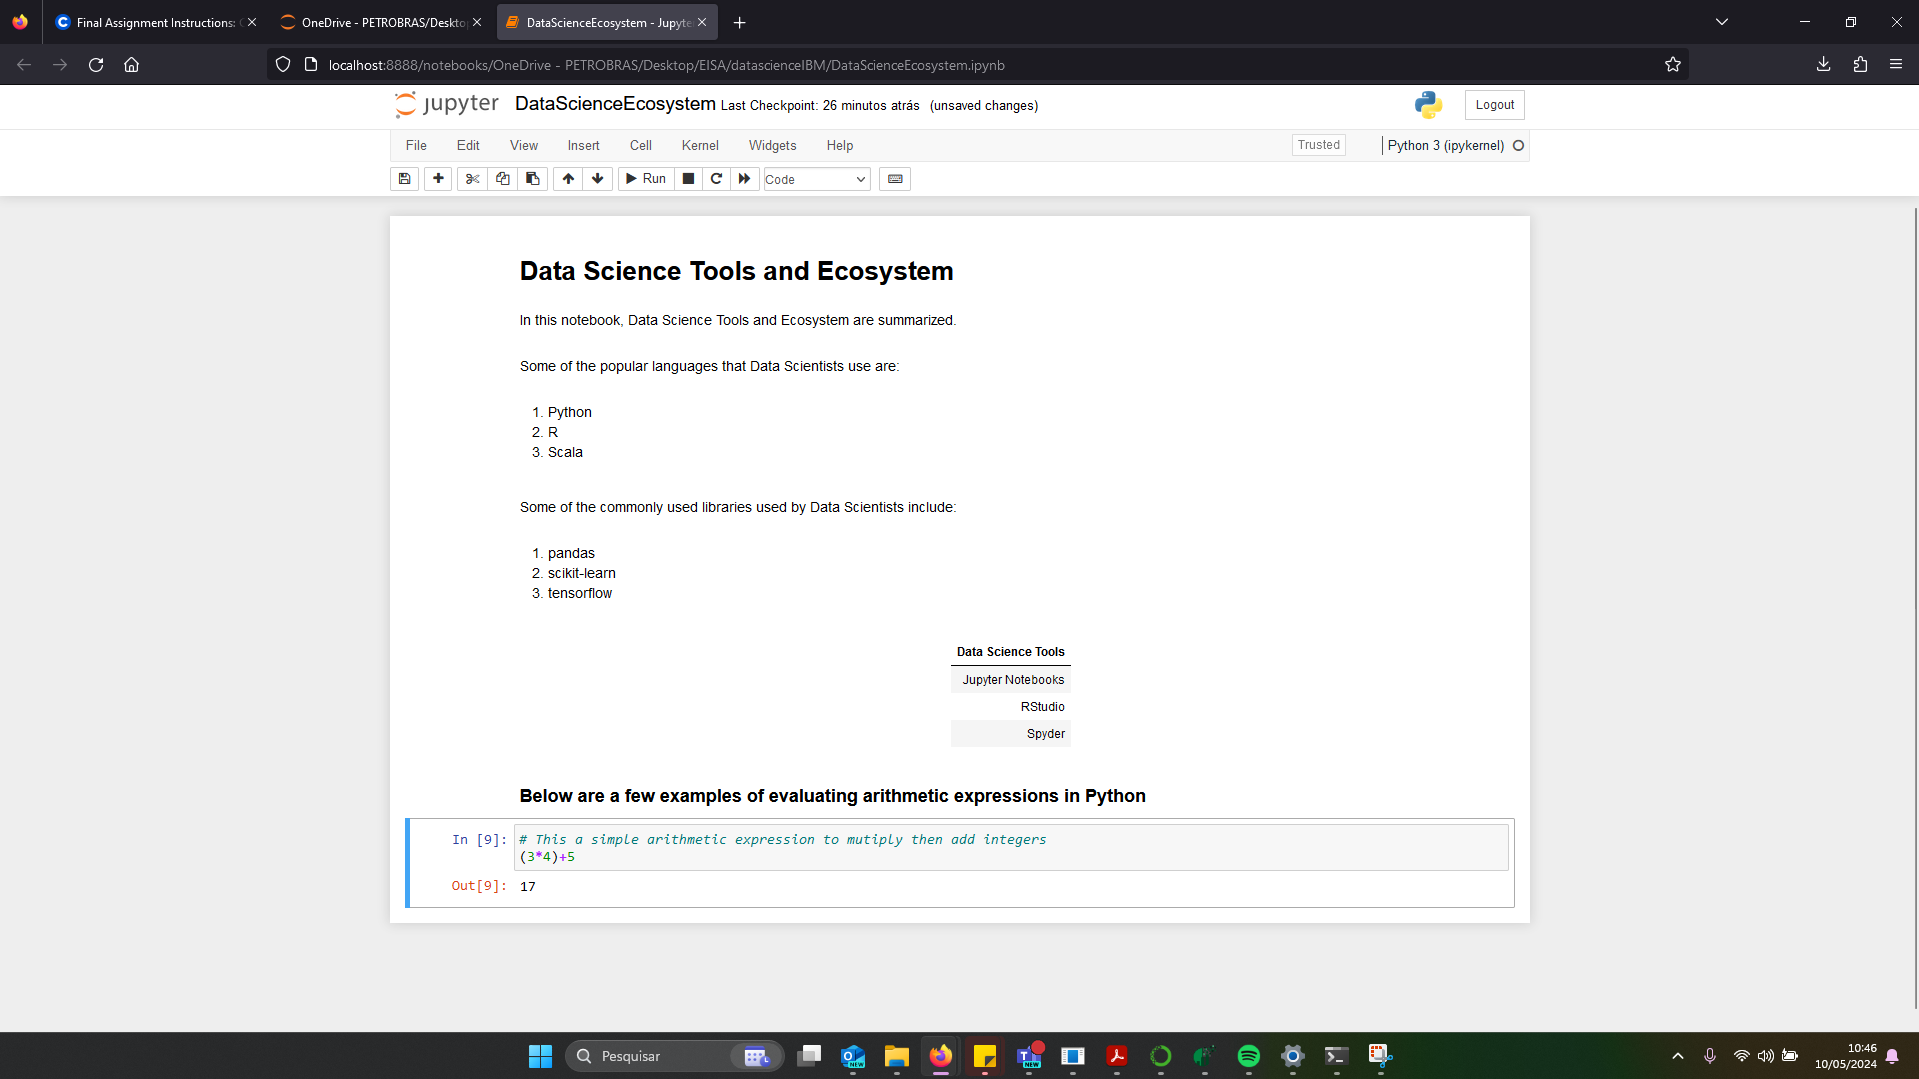 Final Assignment Instructions:
OneDrive - PETROBRAS/Deskto
DataScienceEcosystem - Jupyte
localhost:8888/notebooks/OneDrive - PETROBRAS/Desktop/EISA/datascienceIBM/DataScienceEcosystem.ipynb
jupyter DataScienceEcosystem Last Checkpoint: 26 minutos atrás (unsaved changes)
Logout
File Edit View Insert Cell Kernel Widgets Help
Trusted
Python 3 (ipykernel)
Run
Code
Data Science Tools and Ecosystem
In this notebook, Data Science Tools and Ecosystem are summarized.
Some of the popular languages that Data Scientists use are:
1. Python
2. R
3. Scala
Some of the commonly used libraries used by Data Scientists include:
1. pandas
2. scikit-learn
3. tensorflow
Data Science Tools
Jupyter Notebooks
RStudio
Spyder
Below are a few examples of evaluating arithmetic expressions in Python
In [9]: # This a simple arithmetic expression to mutiply then add integers
(3*4)+5
Out[9]: 17
Pesquisar
NEW
NEW
10:46
10/05/2024